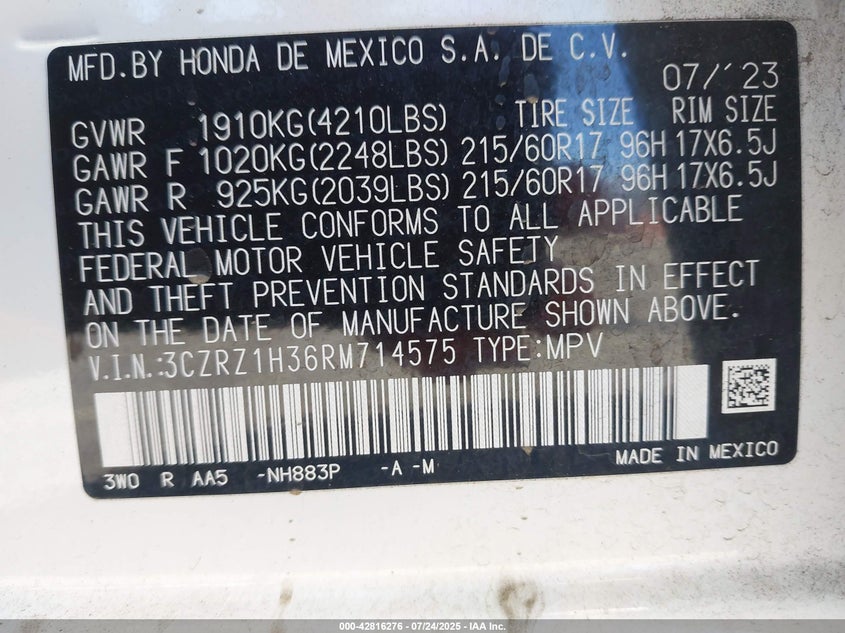 MFD.BY HONDA DE MEXICO S.A. DE C.V.
07/'23
GVWR 1910KG(4210LBS) TIRE SIZE RIM SIZE
GAWR F 1020KG(2248LBS) 215/60R17 96H 17X6.5J
GAWR R 925KG(2039LBS) 215/60R17 96H 17X6.5J
THIS VEHICLE CONFORMS TO ALL APPLICABLE
FEDERAL MOTOR VEHICLE SAFETY
AND THEFT PREVENTION STANDARDS IN EFFECT
ON THE DATE OF MANUFACTURE SHOWN ABOVE.
V.I.N.:3CZRZ1H36RM714575 TYPE:MPV
3W0 R AA5 -NH883P -A -M MADE IN MEXICO
000-42816276 - 07/24/2025 - IAA Inc.